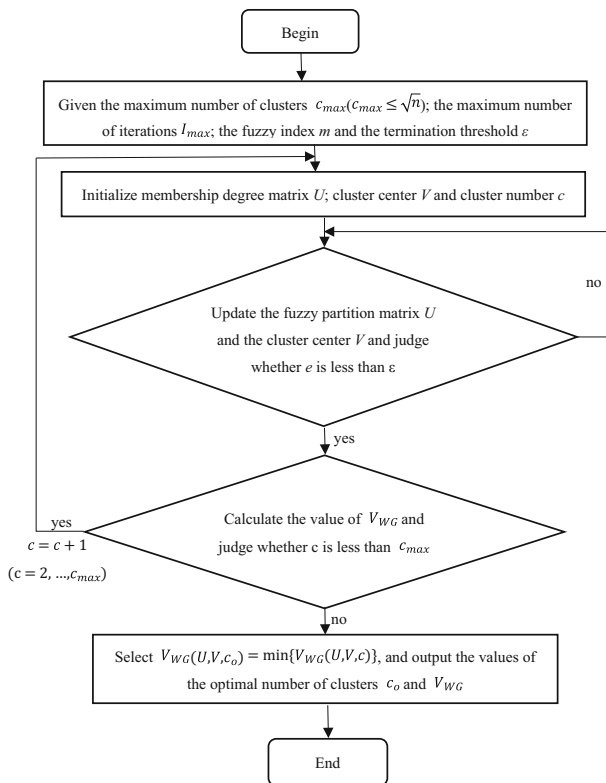 Begin
Given the maximum number of clusters c_max(c_max ≤ √n); the maximum number
of iterations I_max; the fuzzy index m and the termination threshold ε
Initialize membership degree matrix U; cluster center V and cluster number c
no
Update the fuzzy partition matrix U
and the cluster center V and judge
whether e is less than ε
yes
Calculate the value of V_WG and
judge whether c is less than c_max
yes
c = c + 1
(c = 2, ...,c_max)
no
Select V_WG(U,V,c_o) = min{V_WG(U,V,c)}, and output the values of
the optimal number of clusters c_o and V_WG
End